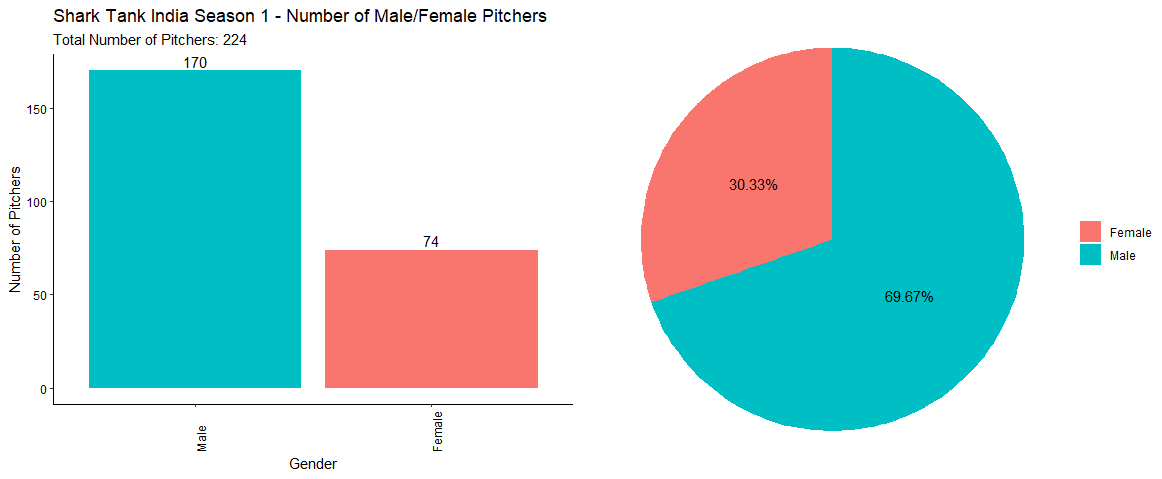 Shark Tank India Season 1 - Number of Male/Female Pitchers
Total Number of Pitchers: 224
Number of Pitchers
150
100
50
0
170
74
Male
Female
Gender
30.33%
69.67%
Female
Male